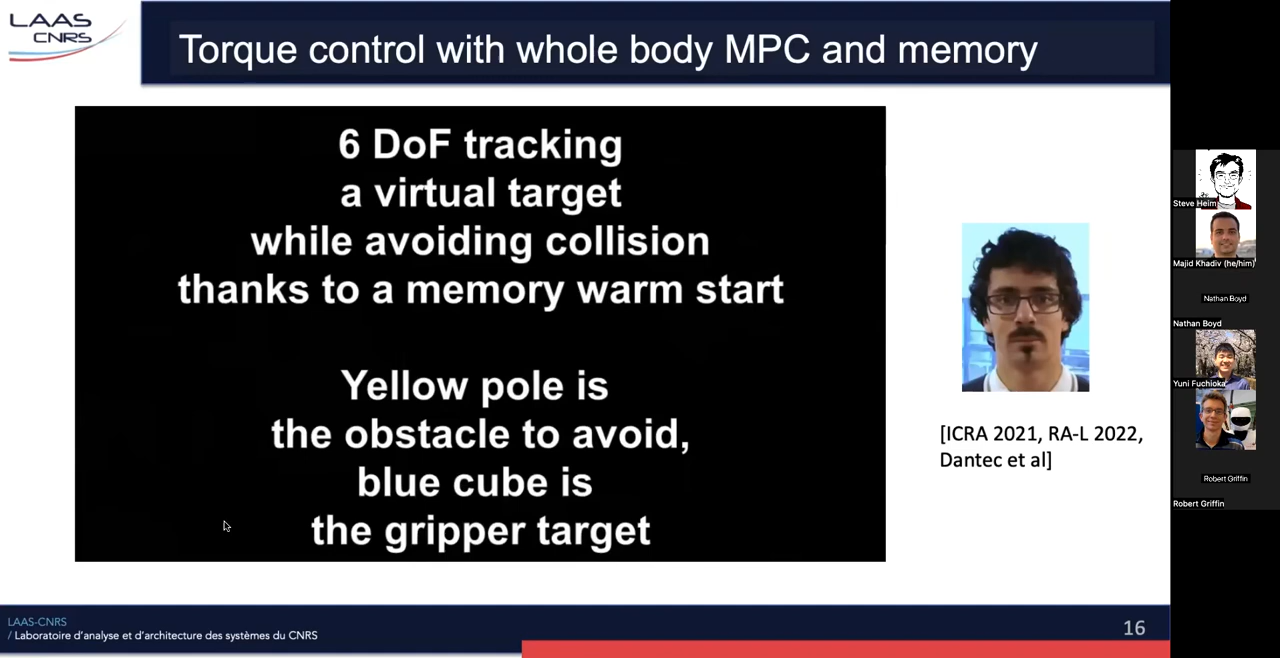 LAAS
CNRS
Torque control with whole body MPC and memory
6 DoF tracking
a virtual target
while avoiding collision
thanks to a memory warm start
Yellow pole is
the obstacle to avoid,
blue cube is
the gripper target
[ICRA 2021, RA-L 2022,
Dantec et al]
LAAS-CNRS
/ Laboratoire d'analyse et d'architecture des systèmes du CNRS
16
Steve Heim
Majid Khadiv (he/him)
Nathan Boyd
Nathan Boyd
Yuni Fuchioka
Robert Griffin
Robert Griffin